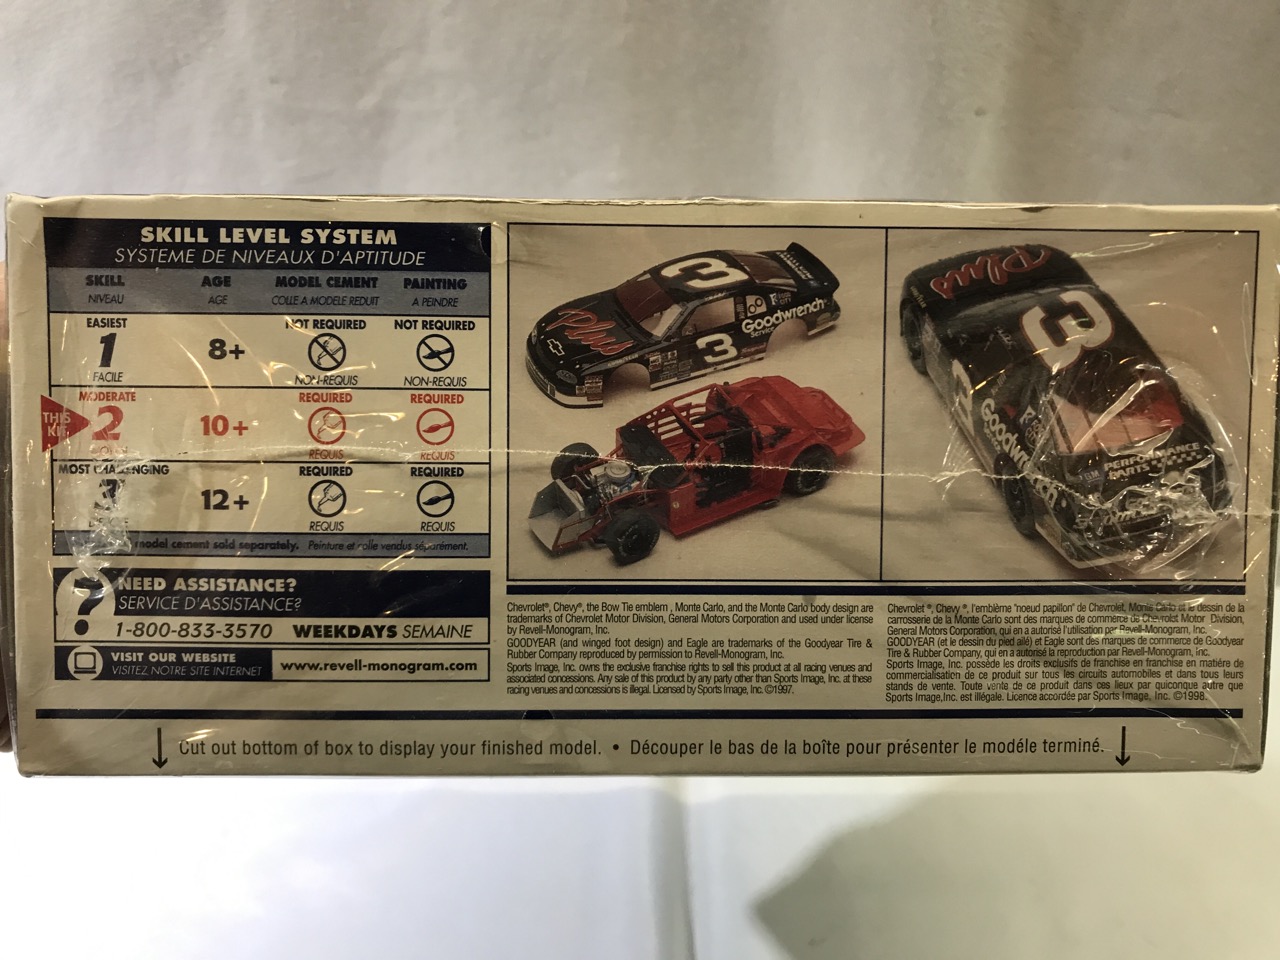 SKILL LEVEL SYSTEM
SYSTEME DE NIVEAUX D'APTITUDE
SKILL AGE MODEL CEMENT PAINTING
NIVEAU AGE COLLE A MODELE REDUIT A PEINDRE
EASIEST NOT REQUIRED NOT REQUIRED
1 8+
FACILE NON-REQUIS NON-REQUIS
MODERATE REQUIRED REQUIRED
THIS KIT 2 10+
REQUIS REQUIS
MOST CHALLENGING REQUIRED REQUIRED
3 12+
REQUIS REQUIS
model cement sold separately. Peinture et colle vendus séparément.
? NEED ASSISTANCE?
SERVICE D'ASSISTANCE?
1-800-833-3570 WEEKDAYS SEMAINE
VISIT OUR WEBSITE
VISITEZ NOTRE SITE INTERNET
www.revell-monogram.com
3
Plus
Goodwrench
Service
3
Plus
3
3
Goodwrench
PERFORMANCE
PARTS
Chevrolet®, Chevy®, the Bow Tie emblem , Monte Carlo, and the Monte Carlo body design are
trademarks of Chevrolet Motor Division, General Motors Corporation and used under license
by Revell-Monogram, Inc.
GOODYEAR (and winged foot design) and Eagle are trademarks of the Goodyear Tire &
Rubber Company reproduced by permission to Revell-Monogram, Inc.
Sports Image, Inc. owns the exclusive franchise rights to sell this product at all racing venues and
associated concessions. Any sale of this product by any party other than Sports Image, Inc. at these
racing venues and concessions is illegal. Licensed by Sports Image, Inc. ©1997.
Chevrolet ®, Chevy ®, l'emblème "noeud papillon" de Chevrolet, Monte Carlo et le dessin de la
carrosserie de la Monte Carlo sont des marques de commerce de Chevrolet Motor Division,
General Motors Corporation, qui en a autorisé l'utilisation par Revell-Monogram, Inc.
GOODYEAR (et le dessin du pied ailé) et Eagle sont des marques de commerce de Goodyear
Tire & Rubber Company, qui en a autorisé la reproduction par Revell-Monogram, Inc.
Sports Image, Inc. possède les droits exclusifs de franchise en franchise en matière de
commercialisation de ce produit sur tous les circuits automobiles et dans tous leurs
stands de vente. Toute vente de ce produit dans ces lieux par quiconque autre que
Sports Image,Inc. est illégale. Licence accordée par Sports Image, Inc. ©1998.
Cut out bottom of box to display your finished model. • Découper le bas de la boîte pour présenter le modéle terminé.